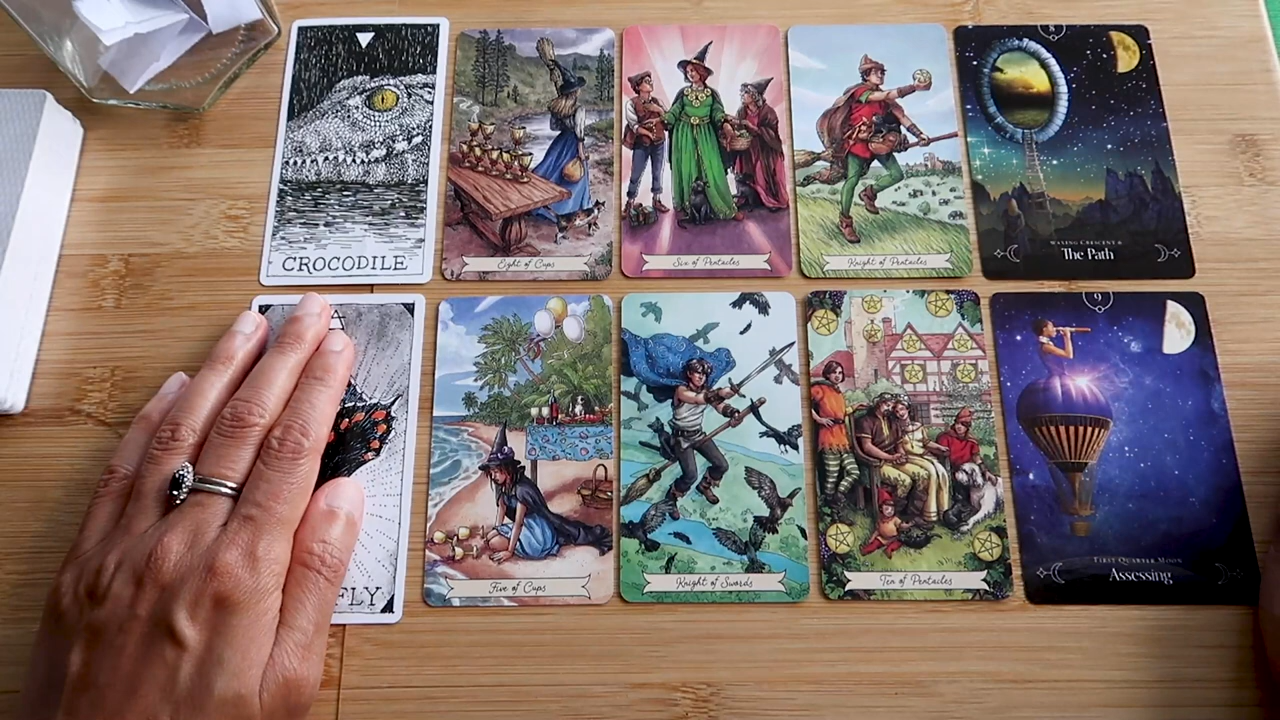 CROCODILE
Eight of Cups
Six of Pentacles
Knight of Pentacles
8
WAXING CRESCENT
The Path
FLY
Five of Cups
Knight of Swords
Ten of Pentacles
9
FIRST QUARTER MOON
Assessing